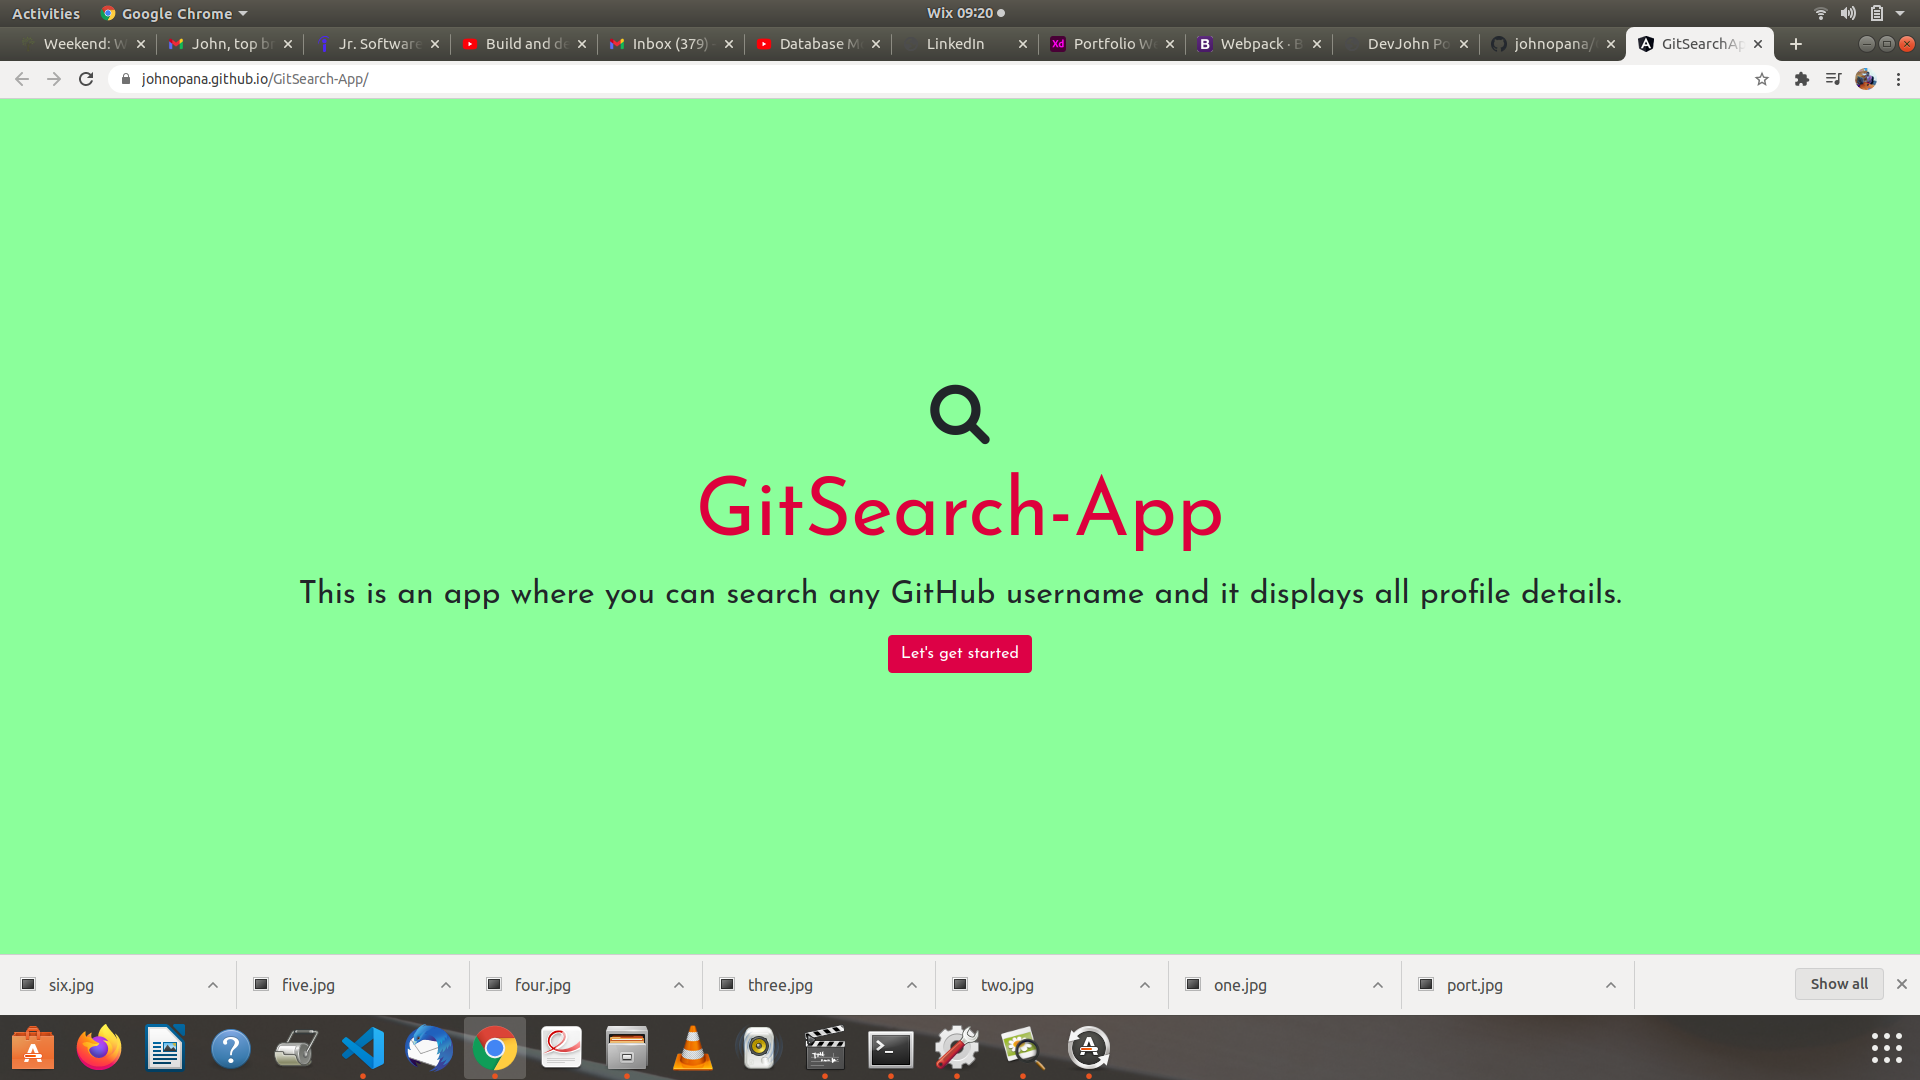 Activities
Google Chrome
Wix 09:20
Weekend: W
John, top br
Jr. Software
Build and de
Inbox (379) -
Database M
LinkedIn
Portfolio W
Webpack · B
DevJohn Po
johnopana/
GitSearchAp
johnopana.github.io/GitSearch-App/
GitSearch-App
This is an app where you can search any GitHub username and it displays all profile details.
Let's get started
six.jpg
five.jpg
four.jpg
three.jpg
two.jpg
one.jpg
port.jpg
Show all